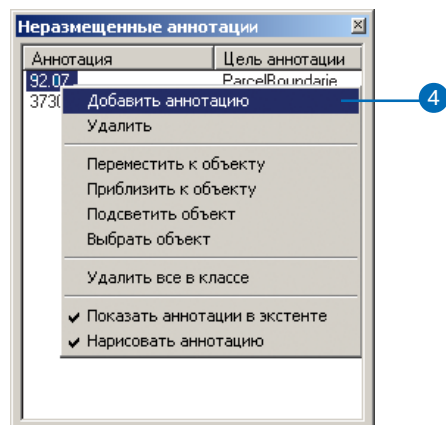 Неразмещенные аннотации
Аннотация Цель аннотации
92.07 ParcelBoundarie
3730
Добавить аннотацию 4
Удалить
Переместить к объекту
Приблизить к объекту
Подсветить объект
Выбрать объект
Удалить все в классе
Показать аннотации в экстенте
Нарисовать аннотацию